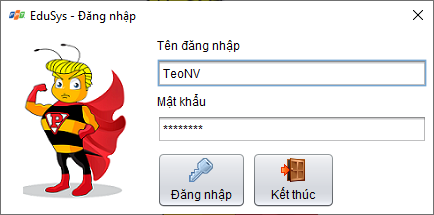 EduSys - Đăng nhập
Tên đăng nhập
TeoNV
Mật khẩu
********
P
Đăng nhập
Kết thúc